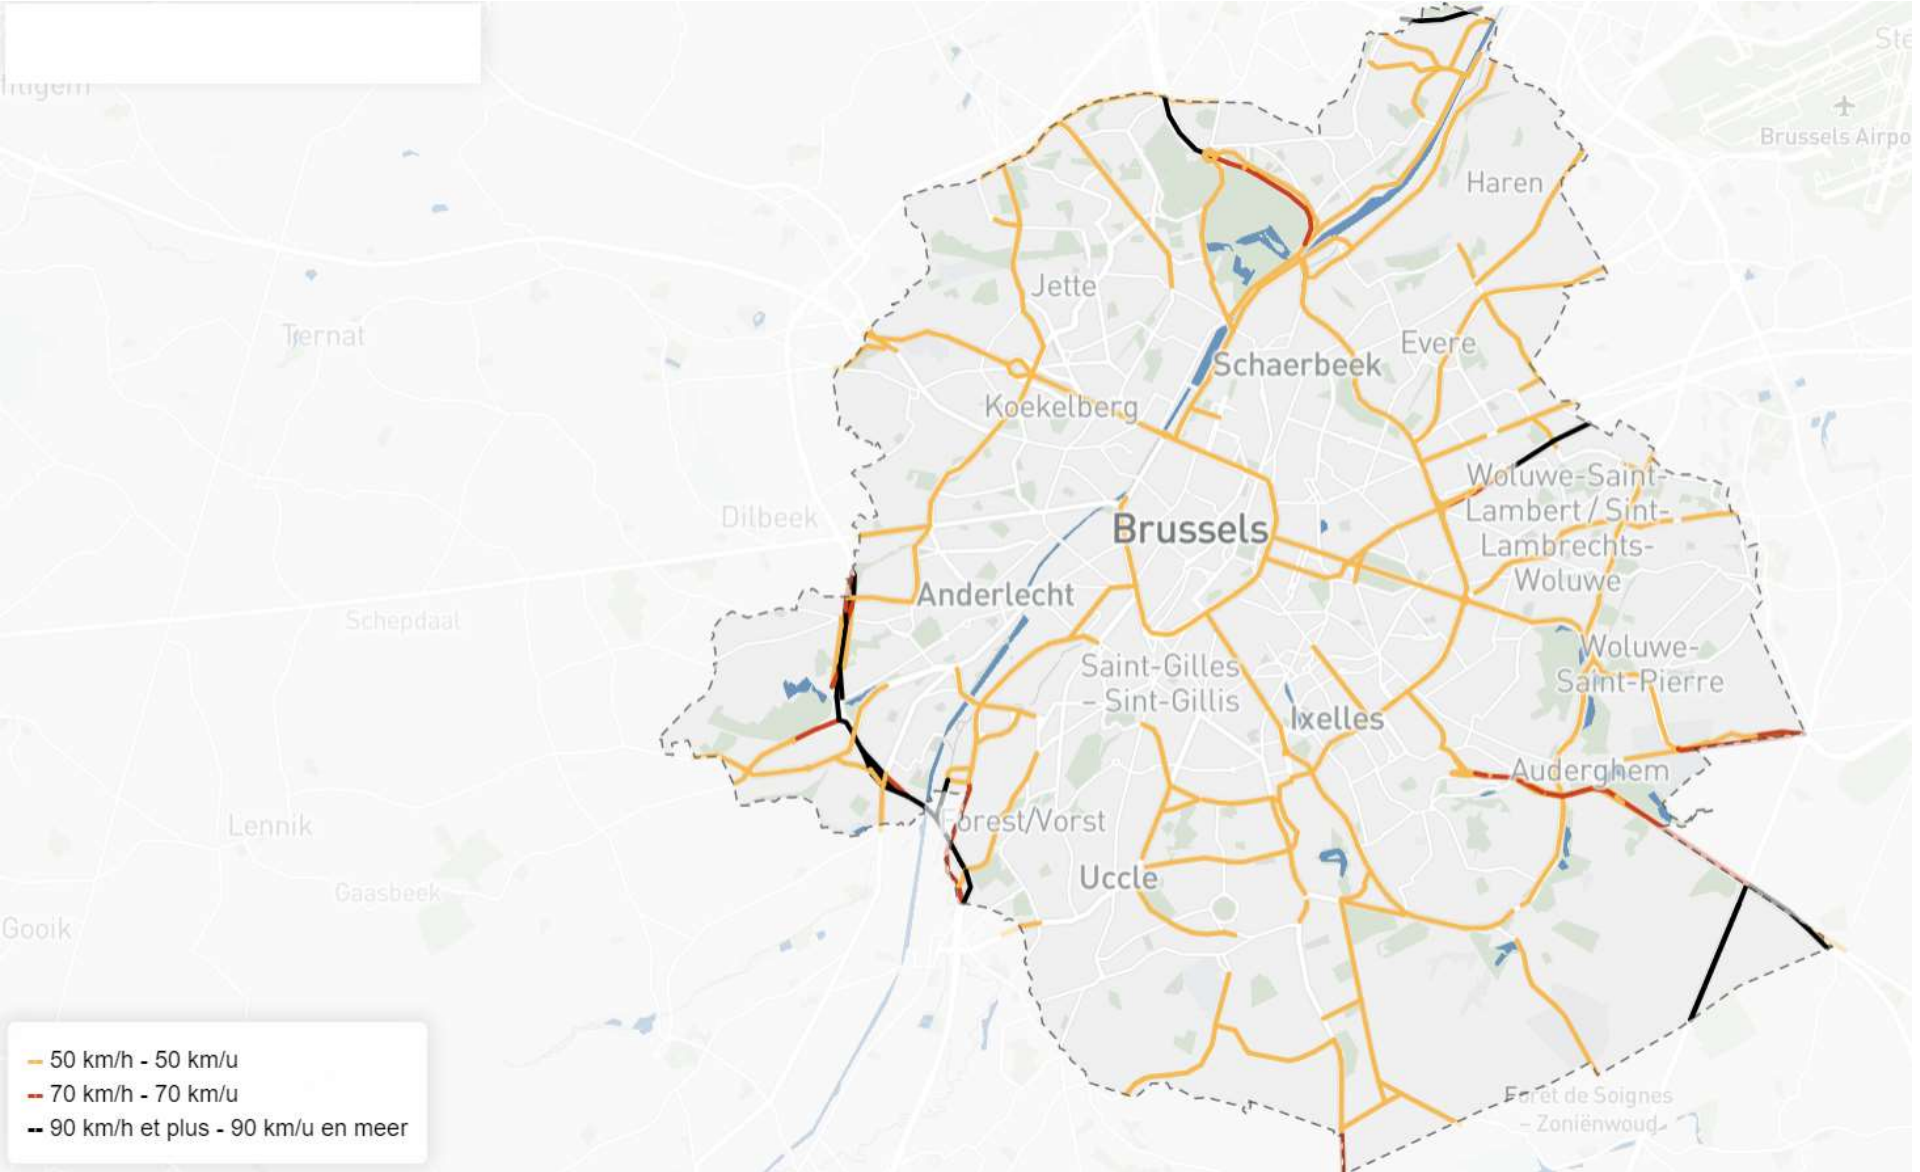 Ste
Brussels Airpo
Haren
Jette
Ternat
Evere
Schaerbeek
Koekelberg
Woluwe-Saint-
Lambert / Sint-
Lambrechts-
Woluwe
Dilbeek
Brussels
Anderlecht
Schepdaal
Woluwe-
Saint-Pierre
Saint-Gilles
– Sint-Gillis
Ixelles
Auderghem
Lennik
Forest/Vorst
Uccle
Gaasbeek
Gooik
50 km/h - 50 km/u
70 km/h - 70 km/u
90 km/h et plus - 90 km/u en meer
Forêt de Soignes
– Zoniënwoud